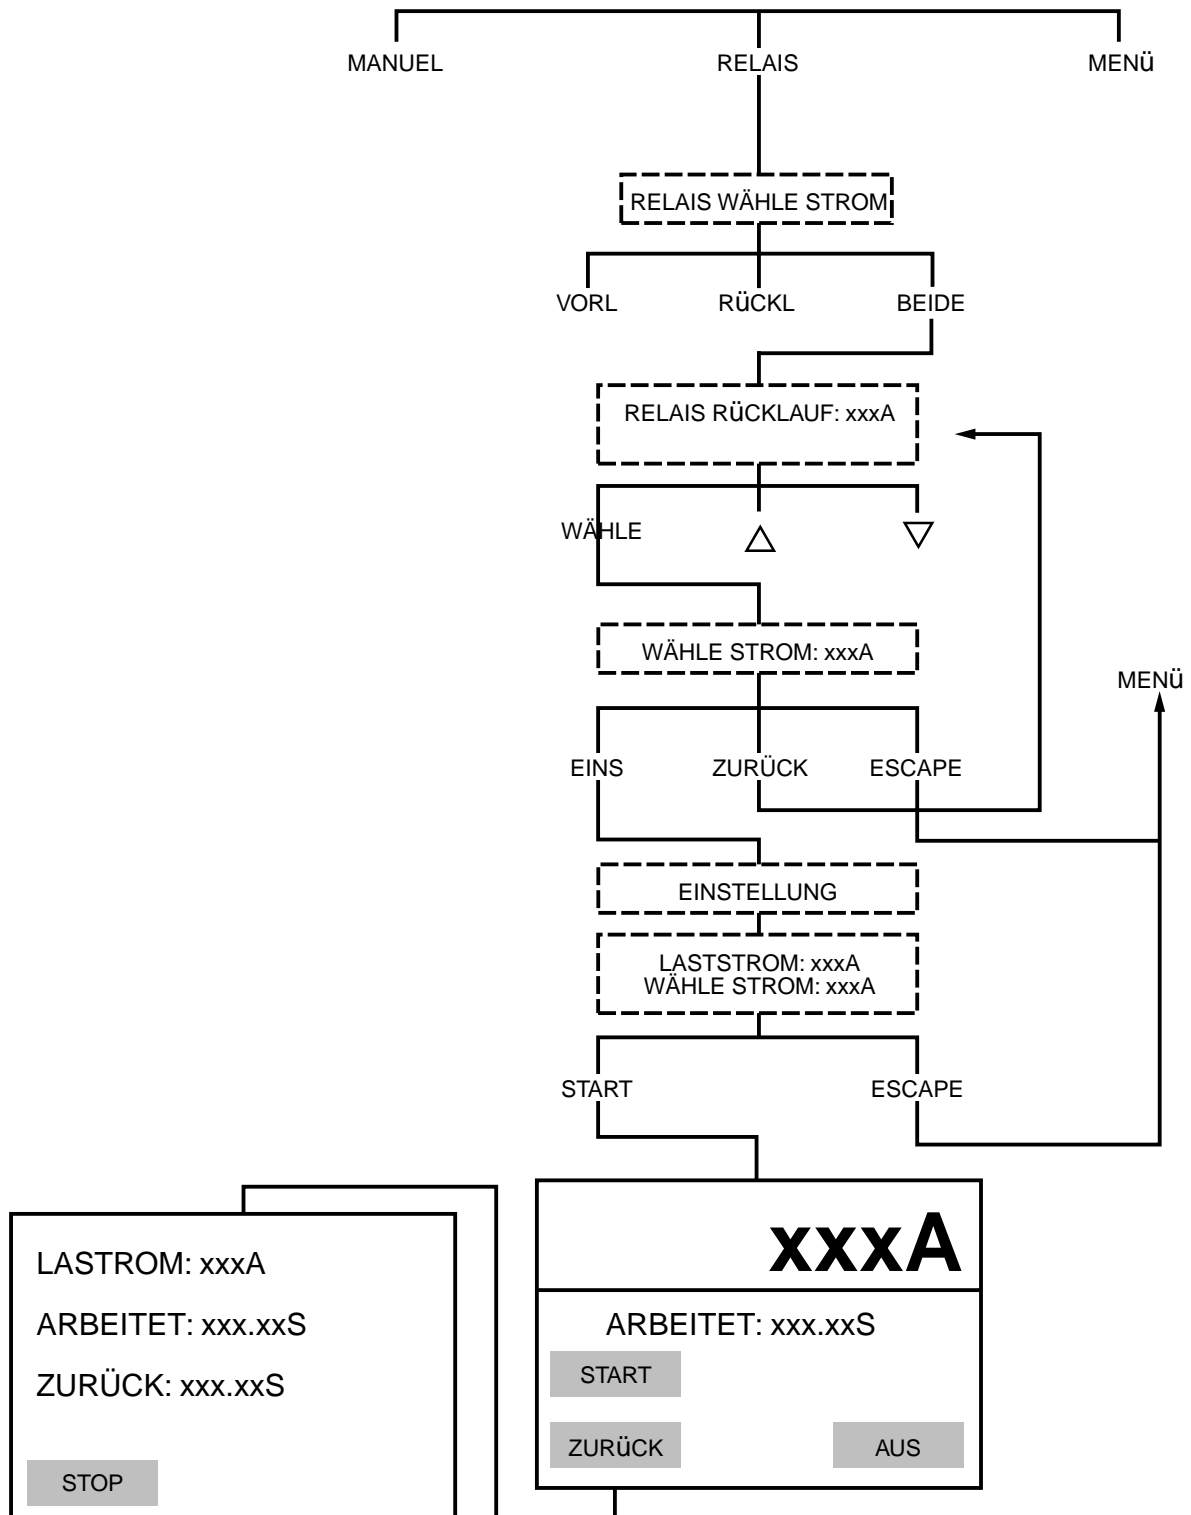 MANUEL
RELAIS
MENü
RELAIS WÄHLE STROM
VORL
RüCKL
BEIDE
RELAIS RüCKLAUF: xxxA
WÄHLE
WÄHLE STROM: xxxA
MENü
EINS
ZURÜCK
ESCAPE
EINSTELLUNG
LASTSTROM: xxxA
WÄHLE STROM: xxxA
START
ESCAPE
LASTROM: xxxA
ARBEITET: xxx.xxS
ZURÜCK: xxx.xxS
STOP
xxxA
ARBEITET: xxx.xxS
START
ZURüCK
AUS